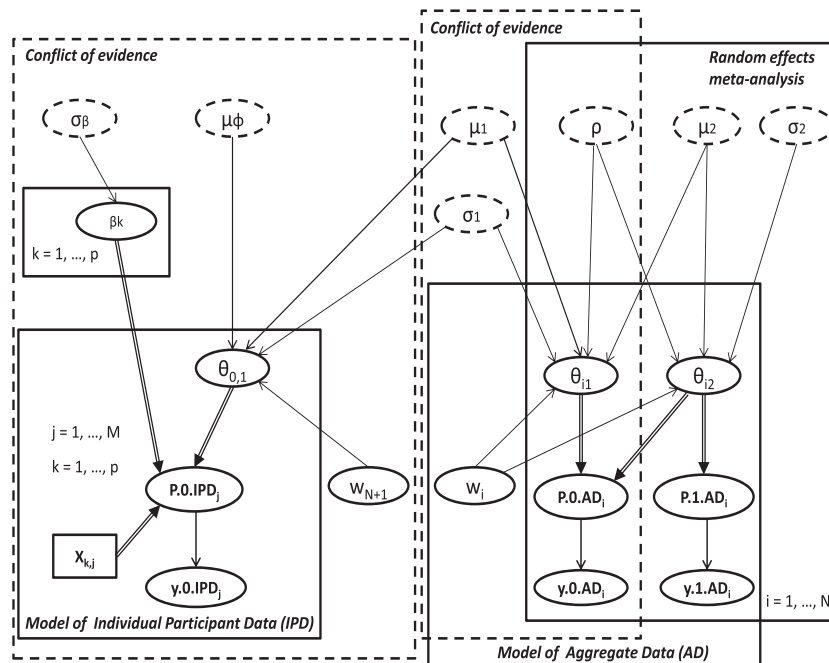 Conflict of evidence
Conflict of evidence
Random effects
meta-analysis
σβ
μϕ
μ1
ρ
μ2
σ2
σ1
βk
k = 1, ..., p
θ0,1
θi1
θi2
j = 1, ..., M
k = 1, ..., p
P.0.IPDj
wN+1
wi
P.0.ADi
P.1.ADi
Xk,j
y.0.IPDj
y.0.ADi
y.1.ADi
i = 1, ..., N
Model of Individual Participant Data (IPD)
Model of Aggregate Data (AD)